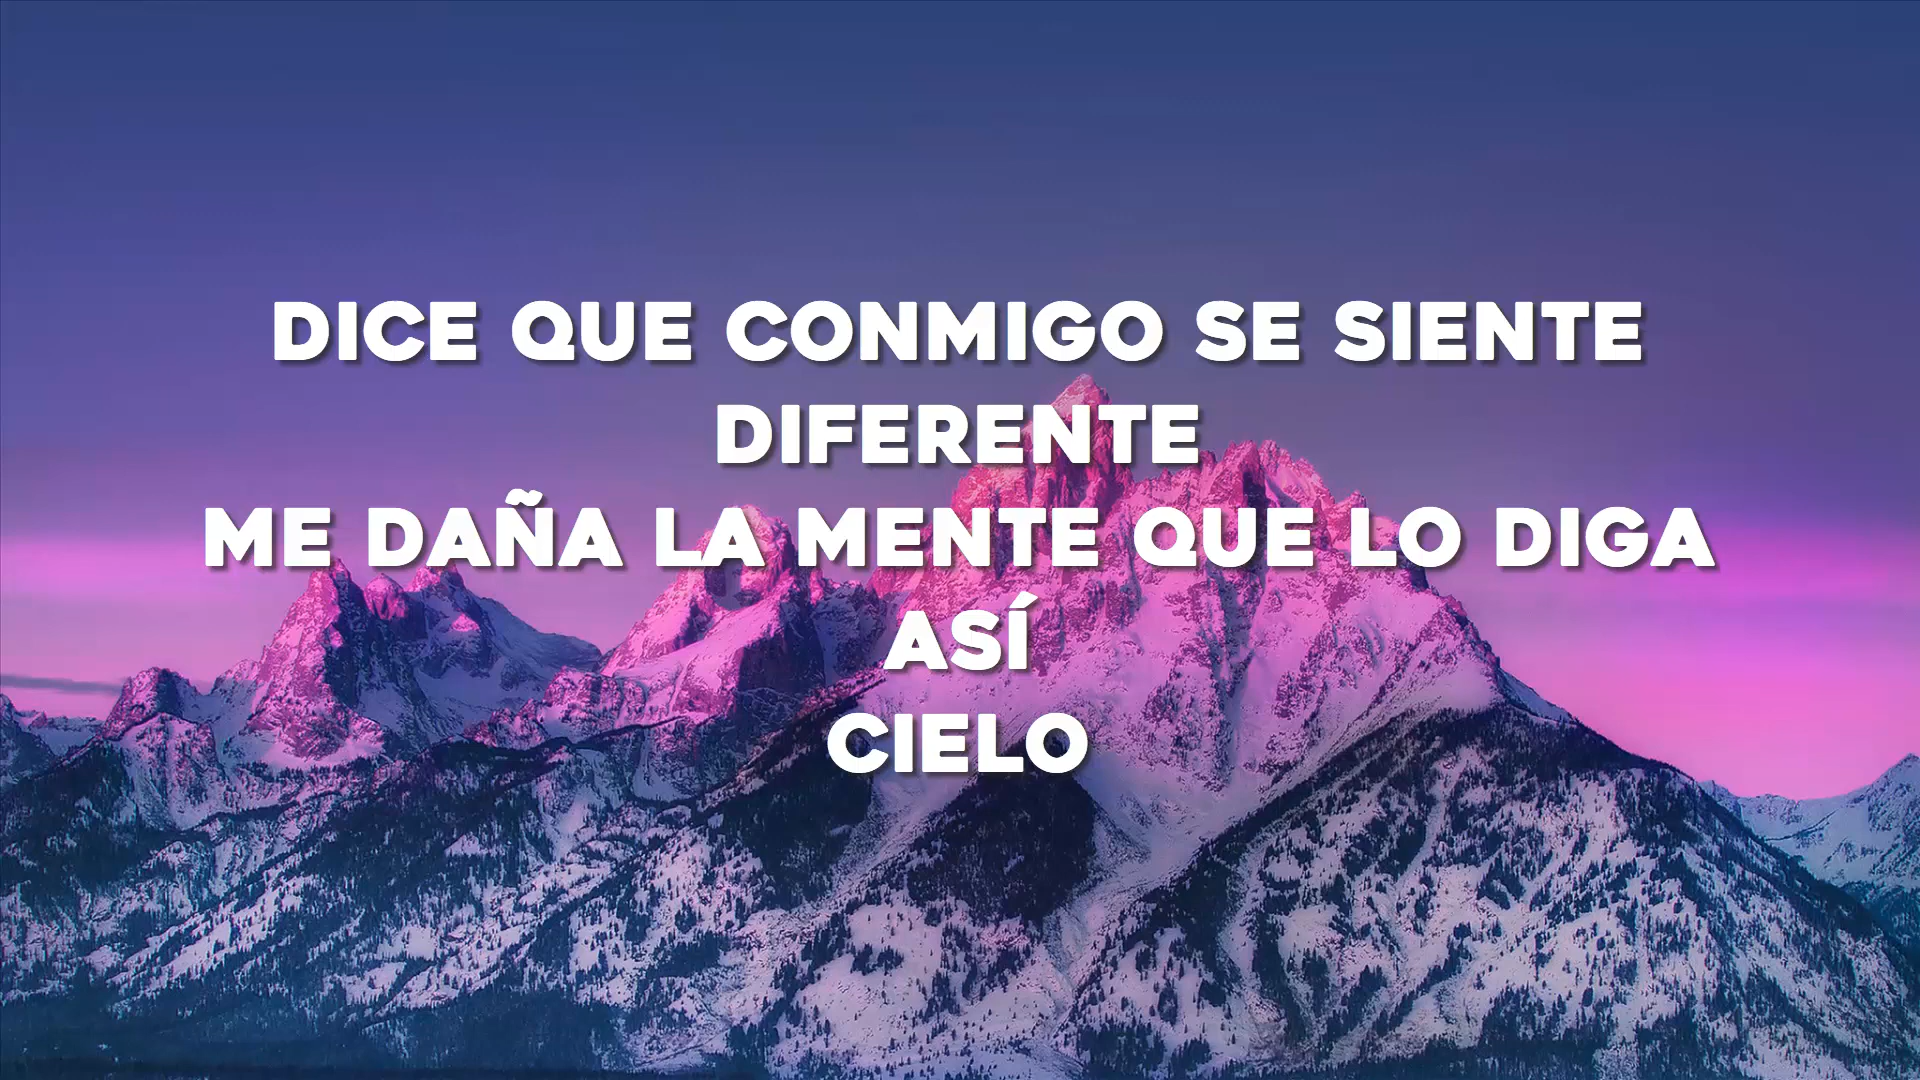 DICE QUE CONMIGO SE SIENTE
DIFERENTE
ME DAÑA LA MENTE QUE LO DIGA
ASÍ
CIELO